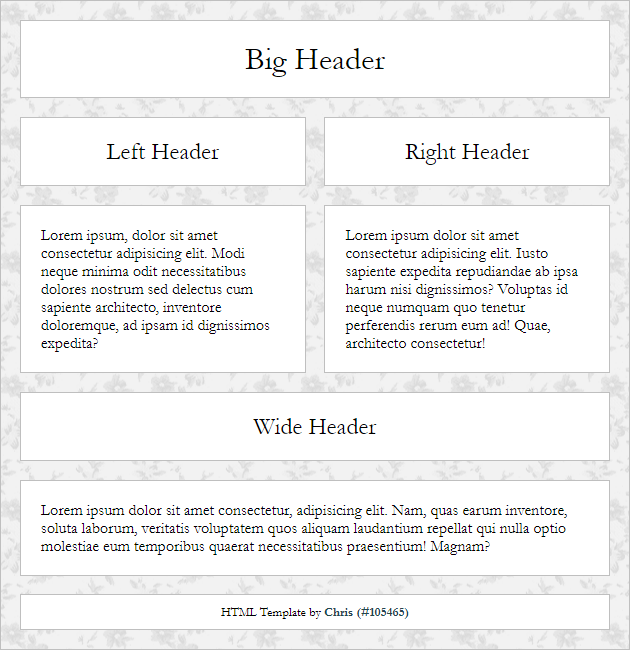 Big Header
Left Header
Right Header
Lorem ipsum, dolor sit amet
consectetur adipisicing elit. Modi
neque minima odit necessitatibus
dolores nostrum sed delectus cum
sapiente architecto, inventore
doloremque, ad ipsam id dignissimos
expedita?
Lorem ipsum dolor sit amet
consectetur adipisicing elit. Iusto
sapiente expedita repudiandae ab ipsa
harum nisi dignissimos? Voluptas id
neque numquam quo tenetur
perferendis rerum eum ad! Quae,
architecto consectetur!
Wide Header
Lorem ipsum dolor sit amet consectetur, adipisicing elit. Nam, quas earum inventore,
soluta laborum, veritatis voluptatem quos aliquam laudantium repellat qui nulla optio
molestiae eum temporibus quaerat necessitatibus praesentium! Magnam?
HTML Template by Chris (#105465)